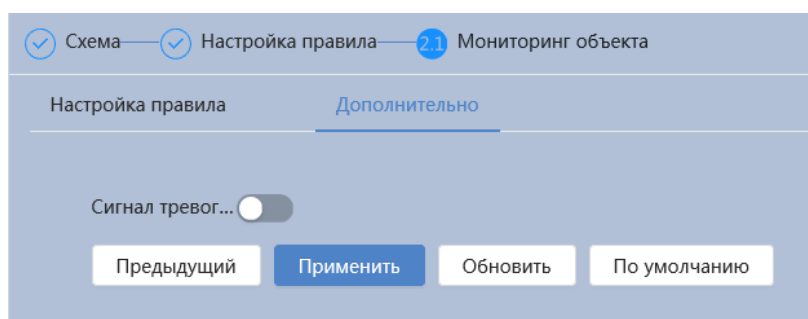 Схема Настройка правила 2.1 Мониторинг объекта
Настройка правила Дополнительно
Сигнал тревог...
Предыдущий Применить Обновить По умолчанию